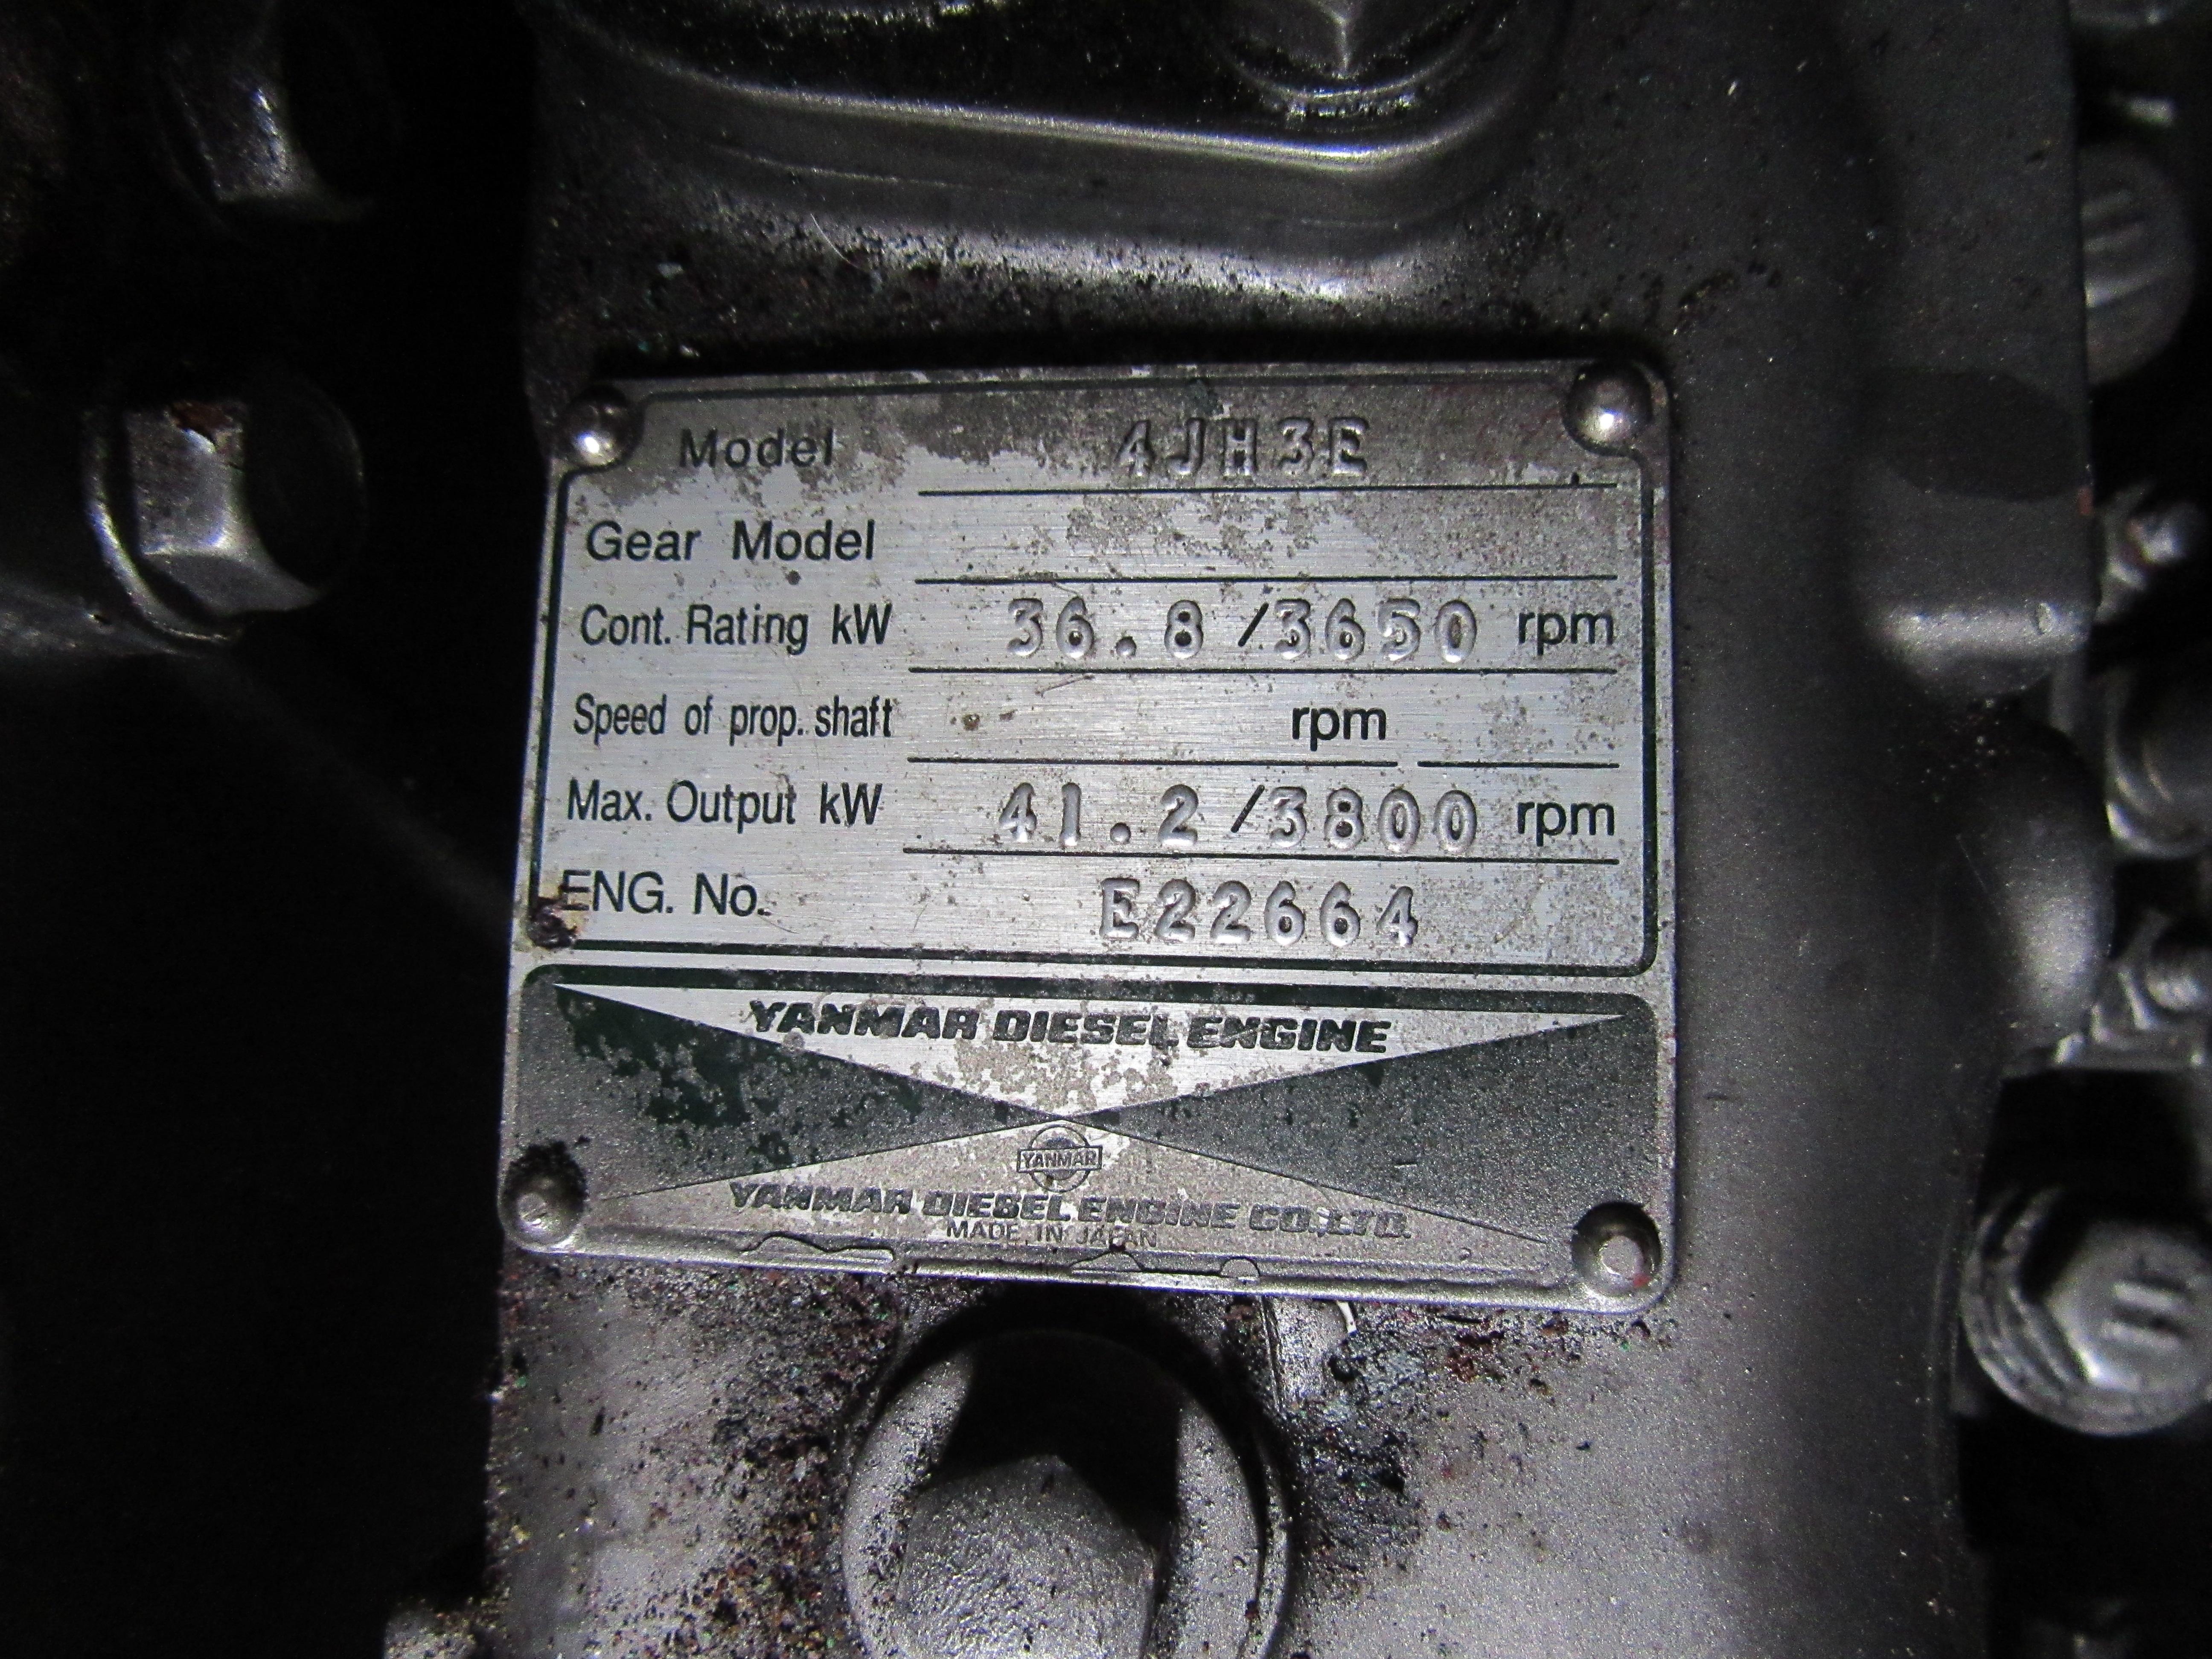 Model 4JH3E
Gear Model
Cont. Rating kW 36.8 /3650 rpm
Speed of prop. shaft rpm
Max. Output kW 41.2 /3800 rpm
ENG. No. E22664
YANMAR DIESEL ENGINE
YANMAR
YANMAR DIESEL ENGINE CO.,LTD.
MADE IN JAPAN